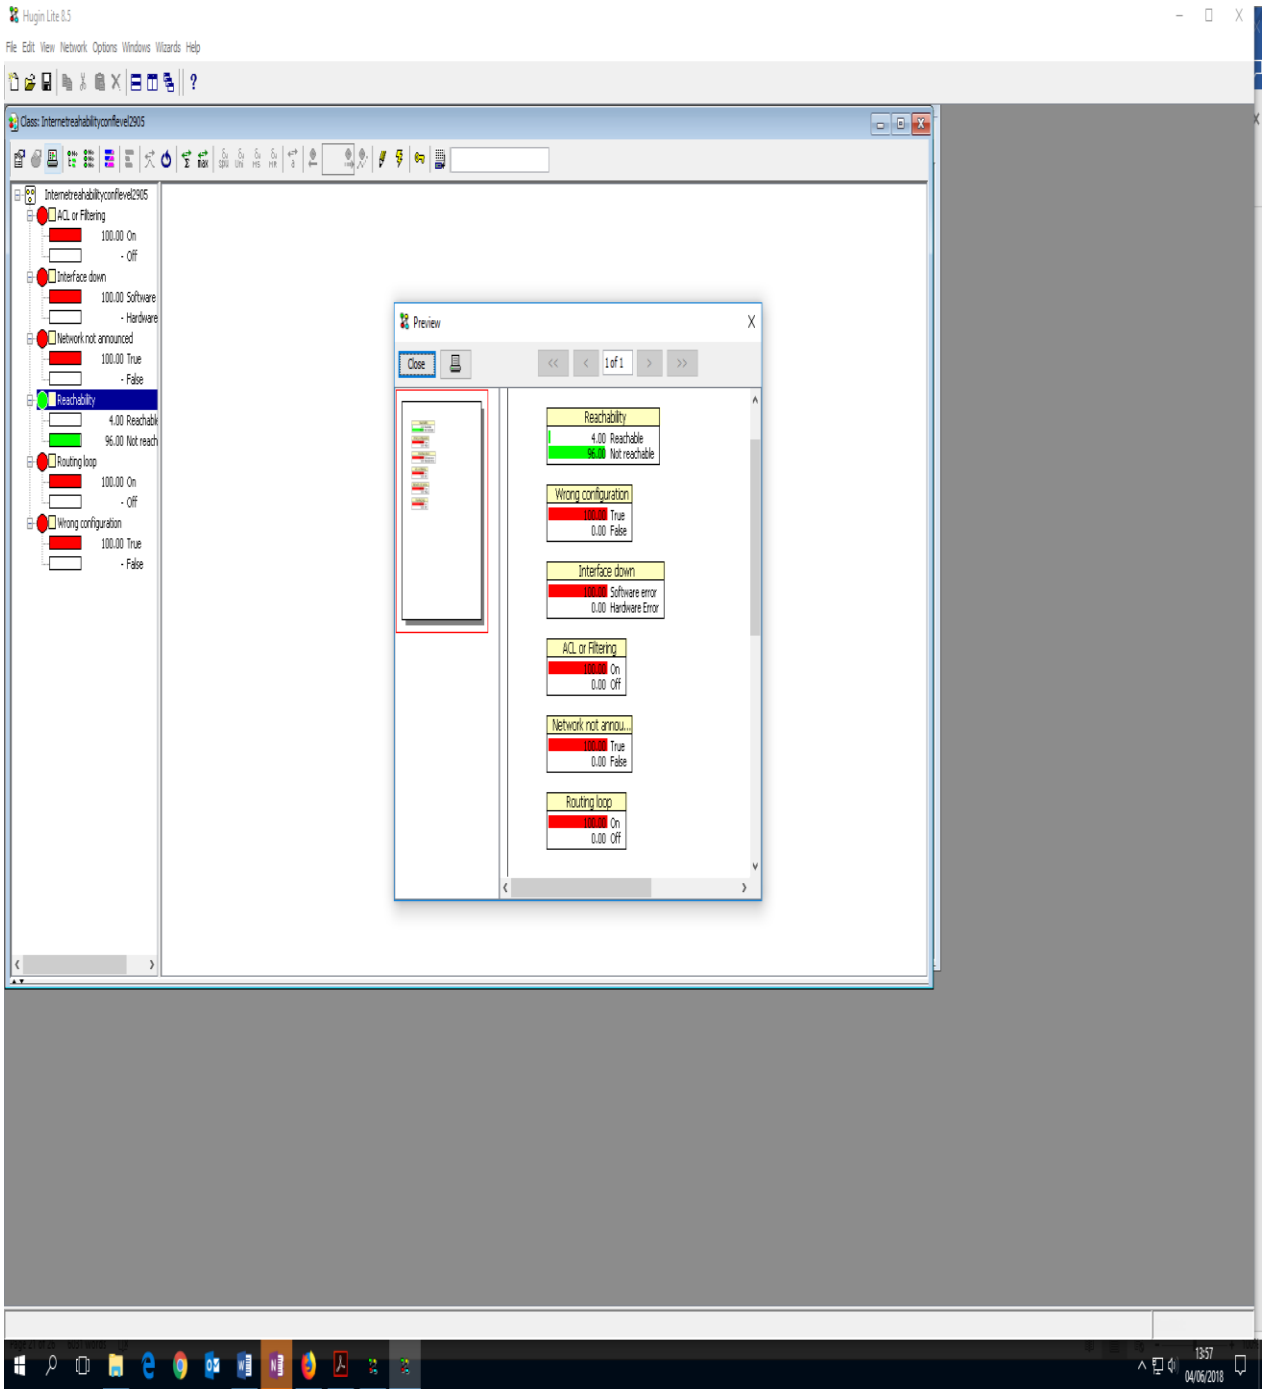 Hugin Lite 8.5
File Edit View Network Options Windows Wizards Help
Class: Internetreahabilityconflevel2905
Internetreahabilityconflevel2905
ACL or Filtering
100.00 On
- Off
Interface down
100.00 Software
- Hardware
Network not announced
100.00 True
- False
Reachability
4.00 Reachabl
96.00 Not reach
Routing loop
100.00 On
- Off
Wrong configuration
100.00 True
- False
Preview
Close
1 of 1
Reachability
4.00 Reachable
96.00 Not reachable
Wrong configuration
100.00 True
0.00 False
Interface down
100.00 Software error
0.00 Hardware Error
ACL or Filtering
100.00 On
0.00 Off
Network not annou...
100.00 True
0.00 False
Routing loop
100.00 On
0.00 Off
13:57
04/06/2018